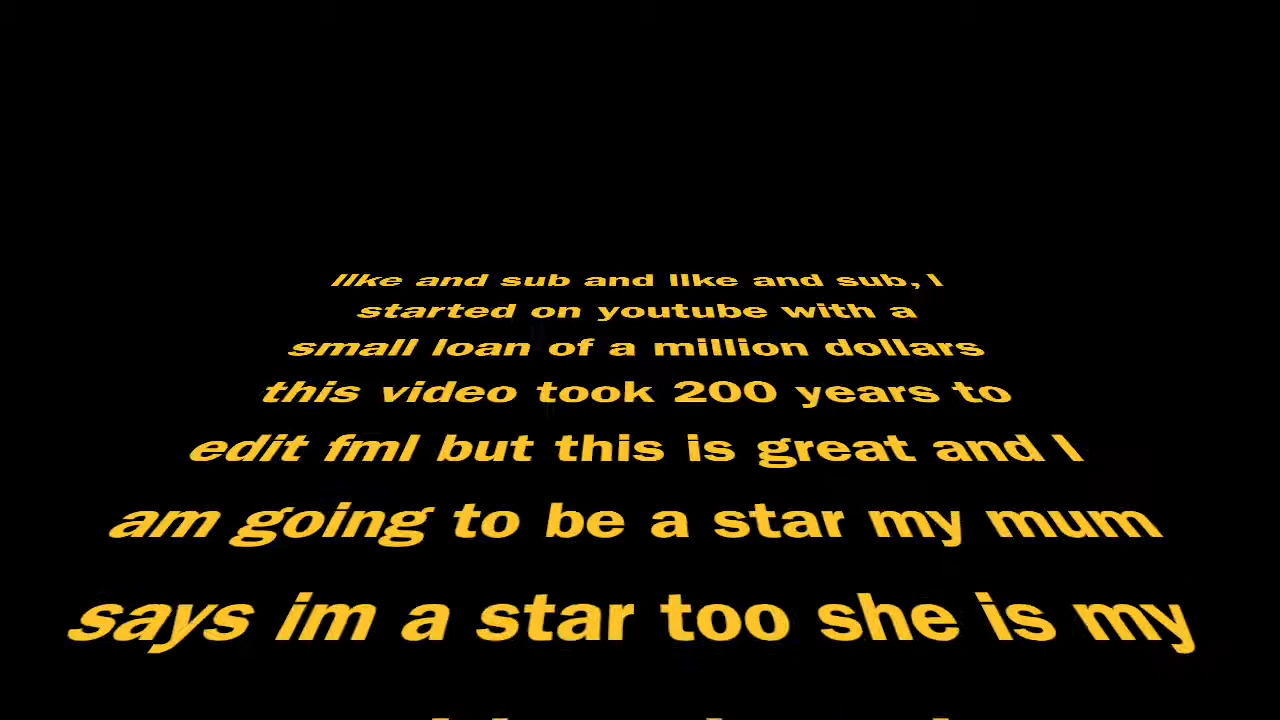 like and sub and like and sub, I
started on youtube with a
small loan of a million dollars
this video took 200 years to
edit fml but this is great and I
am going to be a star my mum
says im a star too she is my